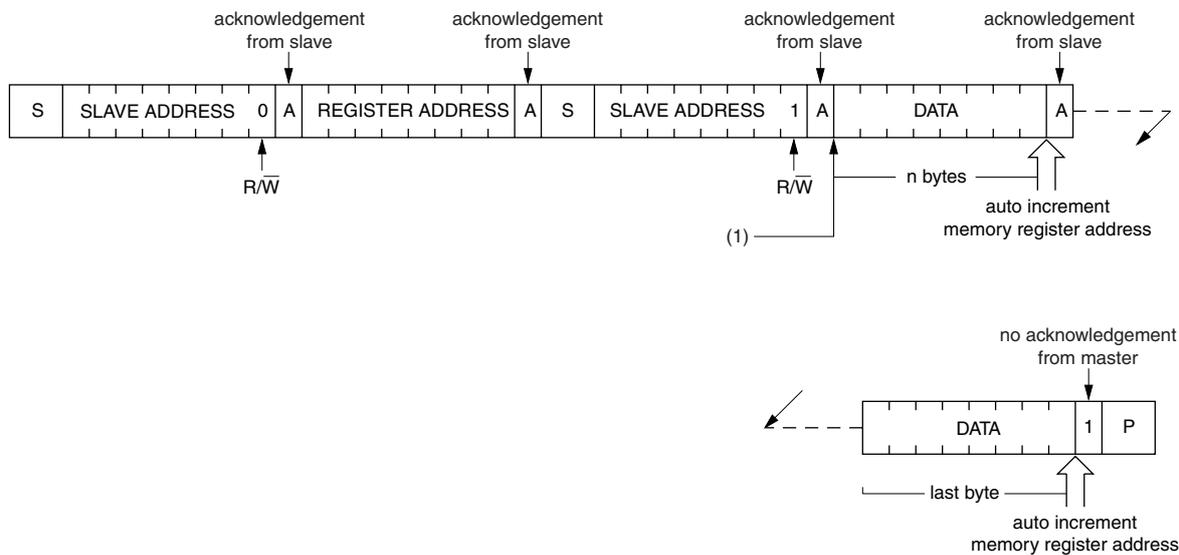 acknowledgement
from slave
acknowledgement
from slave
acknowledgement
from slave
acknowledgement
from slave
S SLAVE ADDRESS 0 A REGISTER ADDRESS A S SLAVE ADDRESS 1 A DATA A
R/W̅
R/W̅
n bytes
auto increment
memory register address
(1)
no acknowledgement
from master
DATA 1 P
last byte
auto increment
memory register address